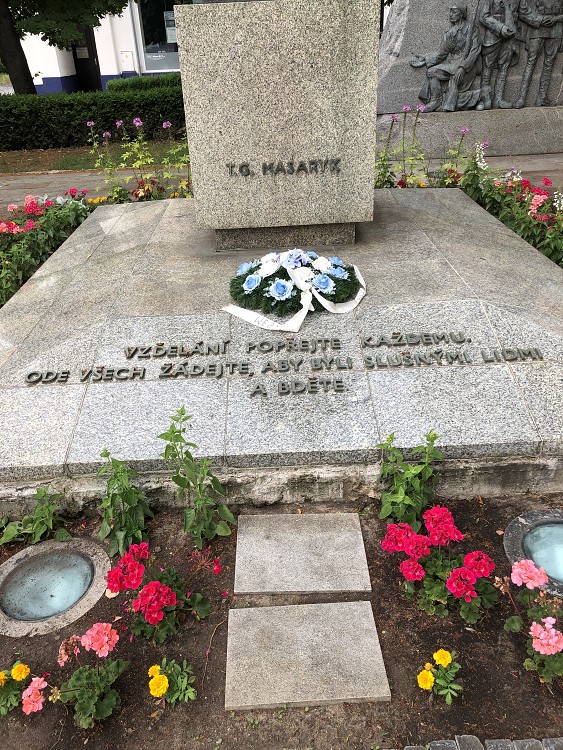 T.G. MASARYK
VZDĚLÁNÍ POPŘEJTE KAŽDÉMU.
ODE VŠECH ŽÁDEJTE, ABY BYLI SLUŠNÝMI LIDMI
A BDĚTE